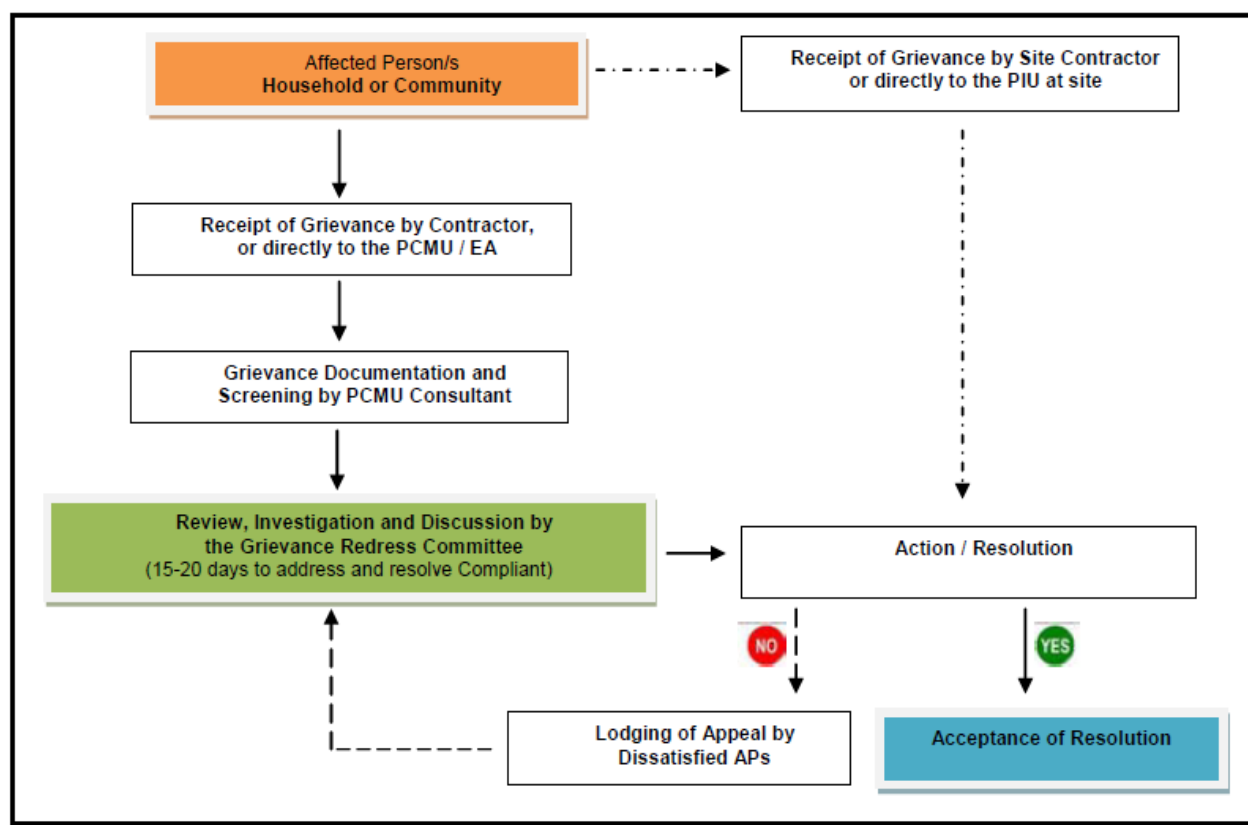 Affected Person/s
Household or Community
Receipt of Grievance by Site Contractor
or directly to the PIU at site
Receipt of Grievance by Contractor,
or directly to the PCMU / EA
Grievance Documentation and
Screening by PCMU Consultant
Review, Investigation and Discussion by
the Grievance Redress Committee
(15-20 days to address and resolve Compliant)
Action / Resolution
NO
YES
Lodging of Appeal by
Dissatisfied APs
Acceptance of Resolution